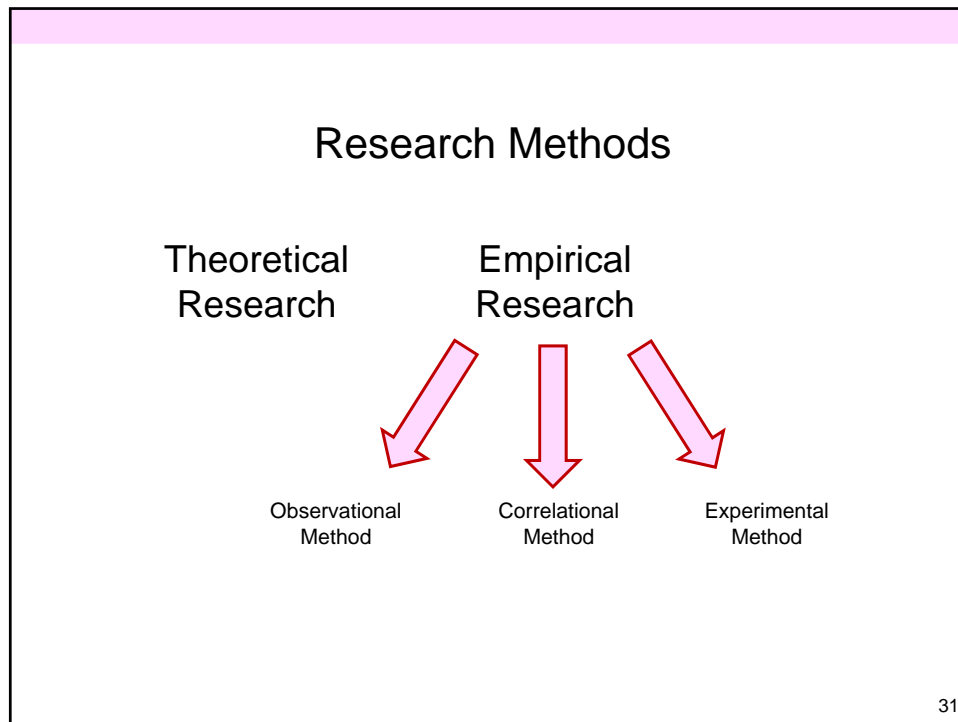 Research Methods
Theoretical
Research
Empirical
Research
Observational
Method
Correlational
Method
Experimental
Method
31